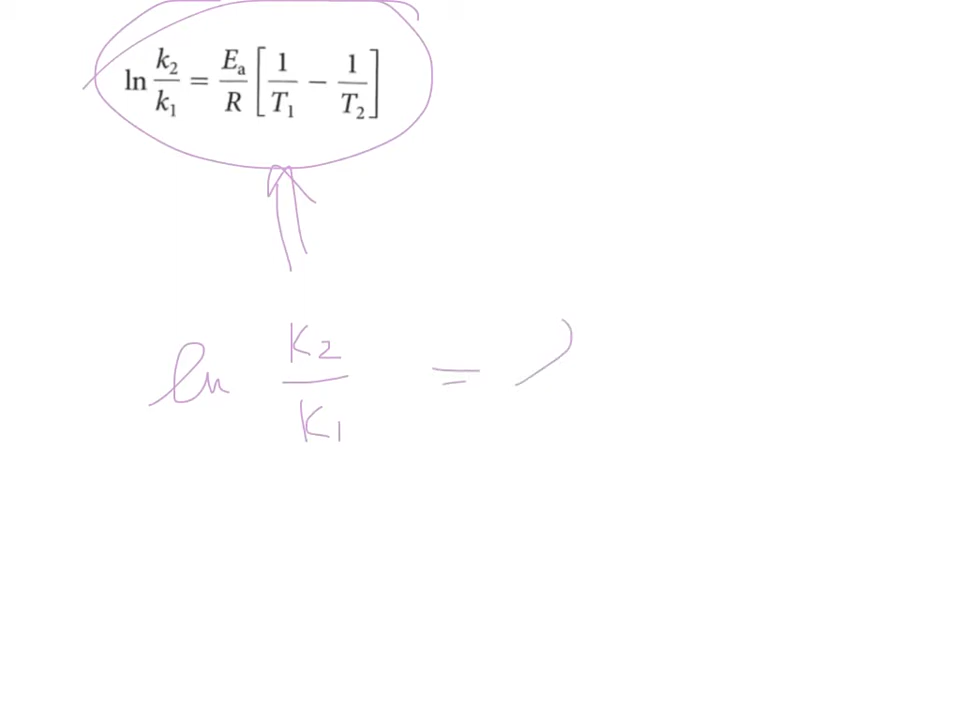 ln k₂/k₁ = Eₐ/R [1/T₁ − 1/T₂]
ln K₂/K₁ =